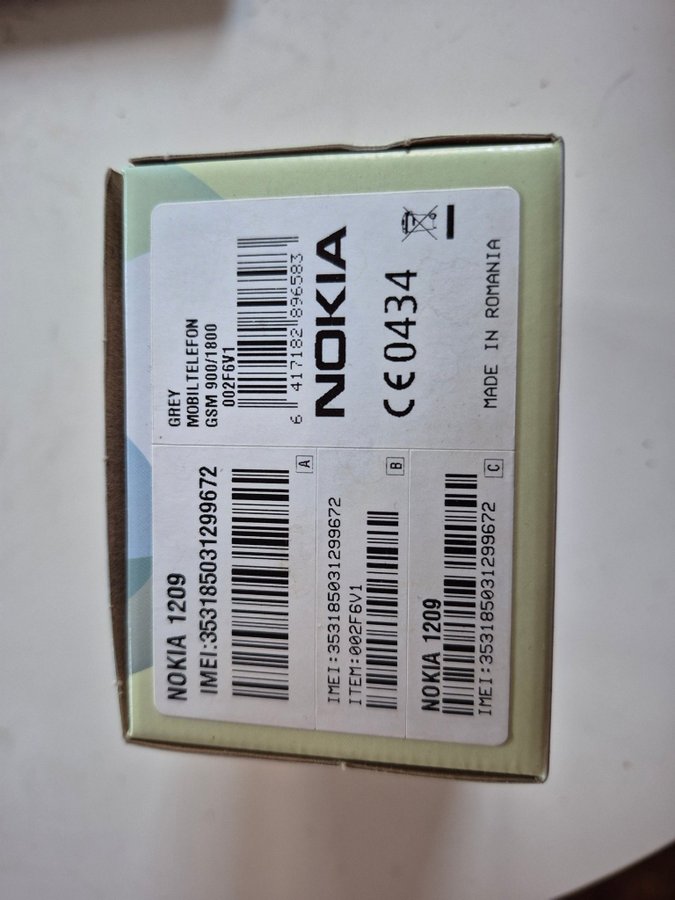 NOKIA 1209
IMEI:353185031299672
A
GREY
MOBILTELEFON
GSM 900/1800
002F6V1
6 417182 896583
NOKIA
CE0434
MADE IN ROMANIA
IMEI:353185031299672
ITEM:002F6V1
B
NOKIA 1209
IMEI:353185031299672
C